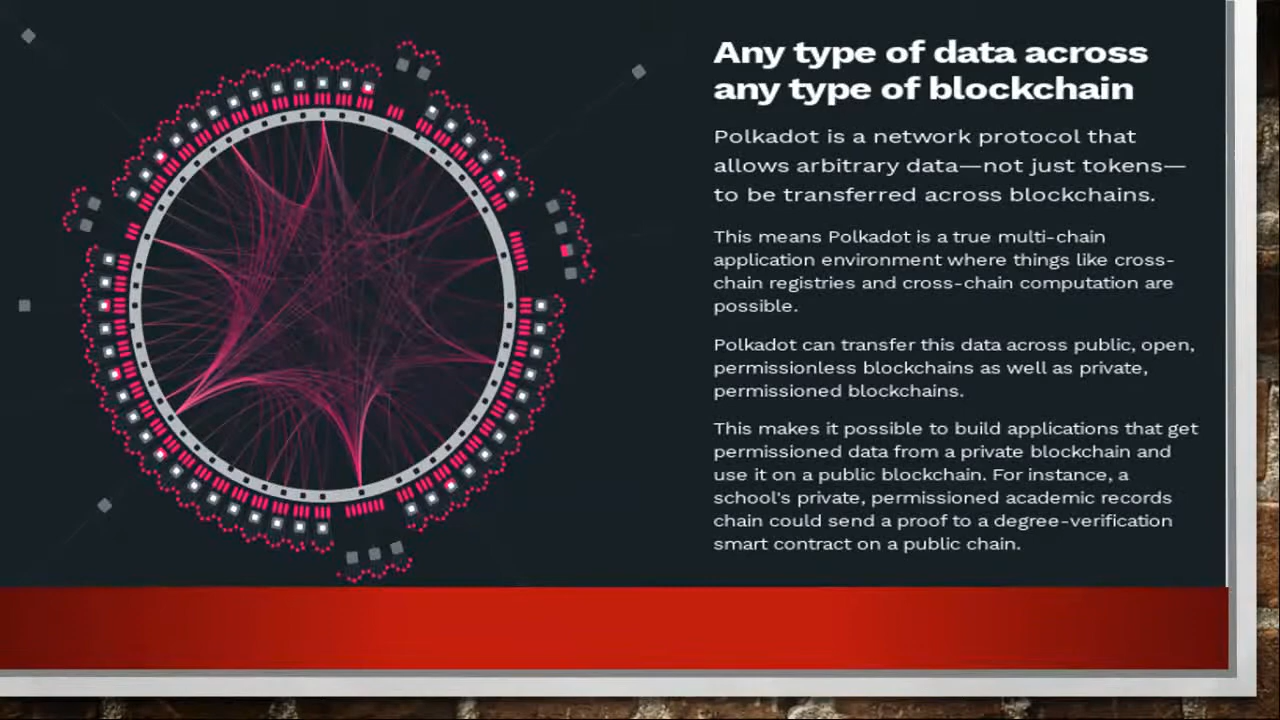 Any type of data across
any type of blockchain
Polkadot is a network protocol that
allows arbitrary data—not just tokens—
to be transferred across blockchains.
This means Polkadot is a true multi-chain
application environment where things like cross-
chain registries and cross-chain computation are
possible.
Polkadot can transfer this data across public, open,
permissionless blockchains as well as private,
permissioned blockchains.
This makes it possible to build applications that get
permissioned data from a private blockchain and
use it on a public blockchain. For instance, a
school's private, permissioned academic records
chain could send a proof to a degree-verification
smart contract on a public chain.